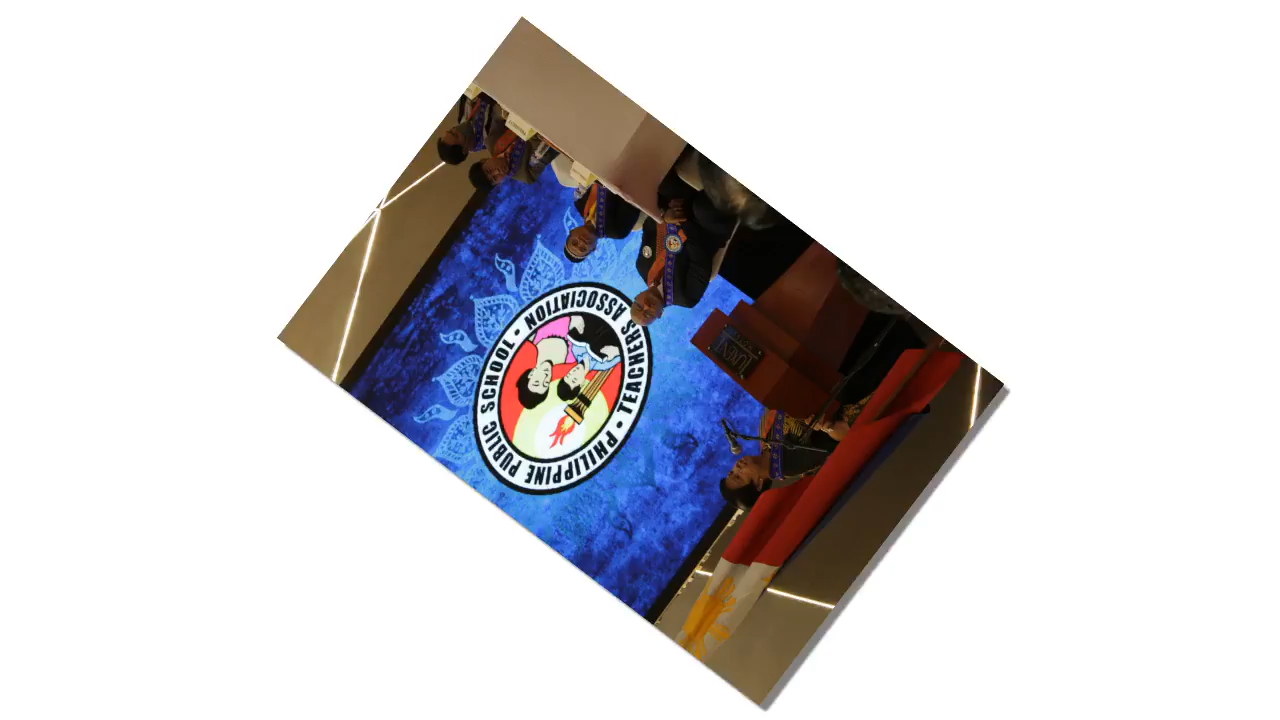 PHILIPPINE PUBLIC SCHOOL • TEACHERS ASSOCIATION •